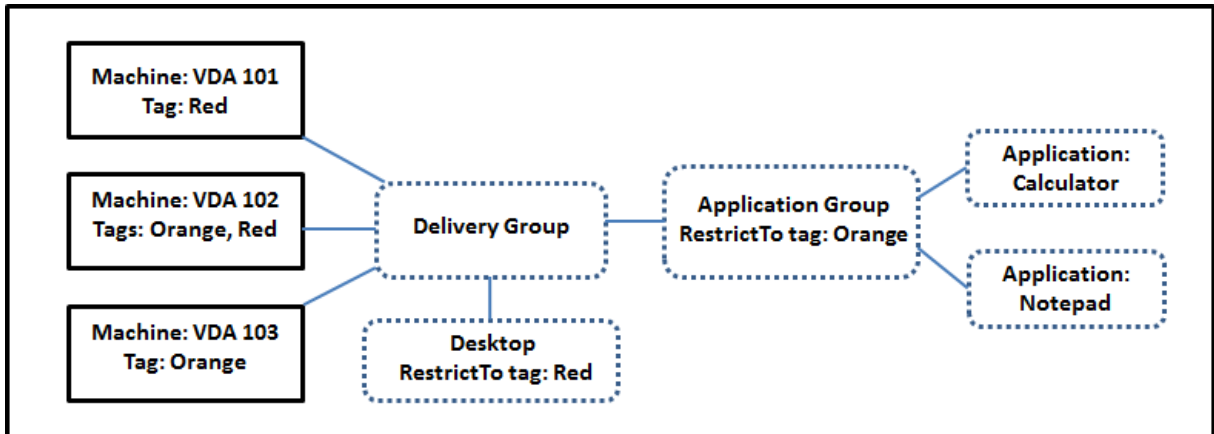 Machine: VDA 101
Tag: Red
Machine: VDA 102
Tags: Orange, Red
Machine: VDA 103
Tag: Orange
Delivery Group
Desktop
RestrictTo tag: Red
Application Group
RestrictTo tag: Orange
Application:
Calculator
Application:
Notepad